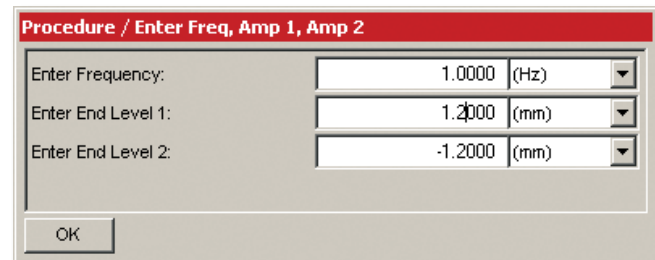 Procedure / Enter Freq, Amp 1, Amp 2
Enter Frequency: 1.0000 (Hz)
Enter End Level 1: 1.2000 (mm)
Enter End Level 2: -1.2000 (mm)
OK